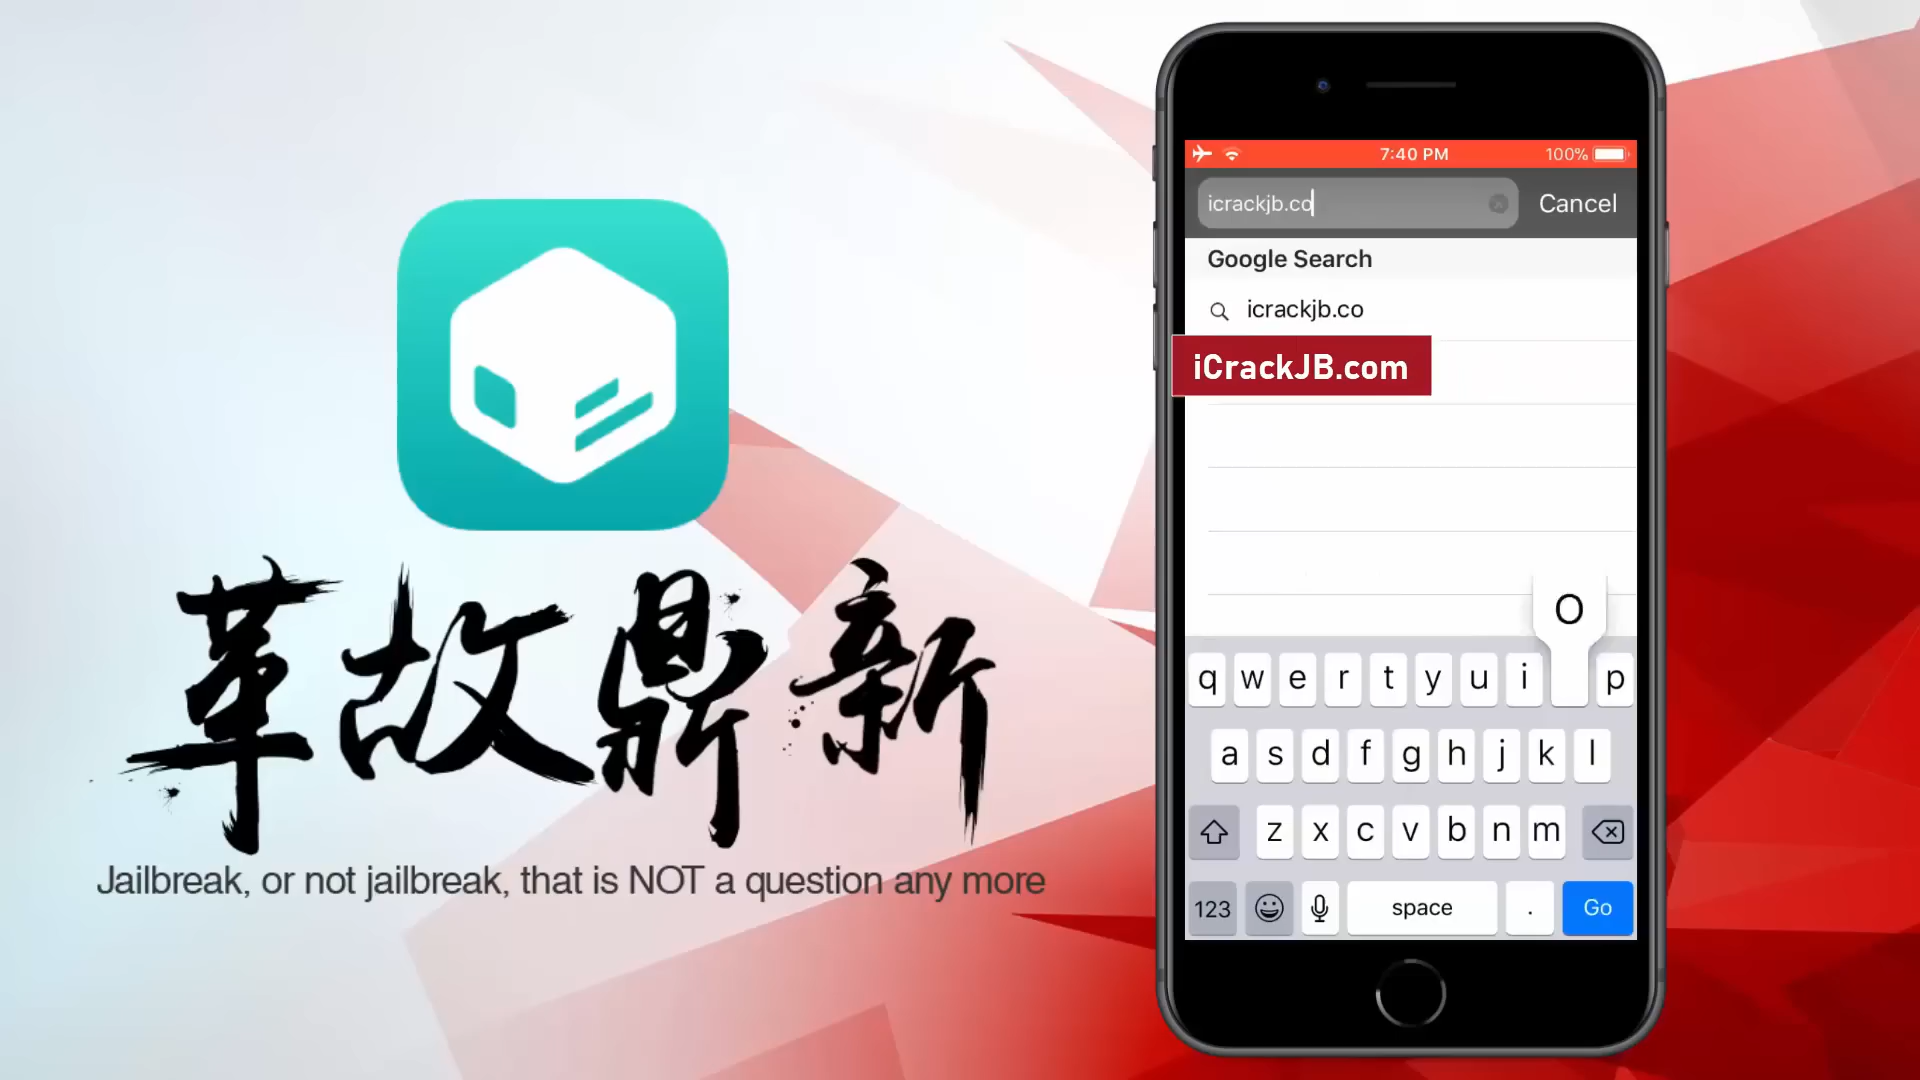 革故鼎新
Jailbreak, or not jailbreak, that is NOT a question any more
7:40 PM
100%
icrackjb.co
Cancel
Google Search
icrackjb.co
iCrackJB.com
O
q w e r t y u i p
a s d f g h j k l
z x c v b n m
123 space . Go